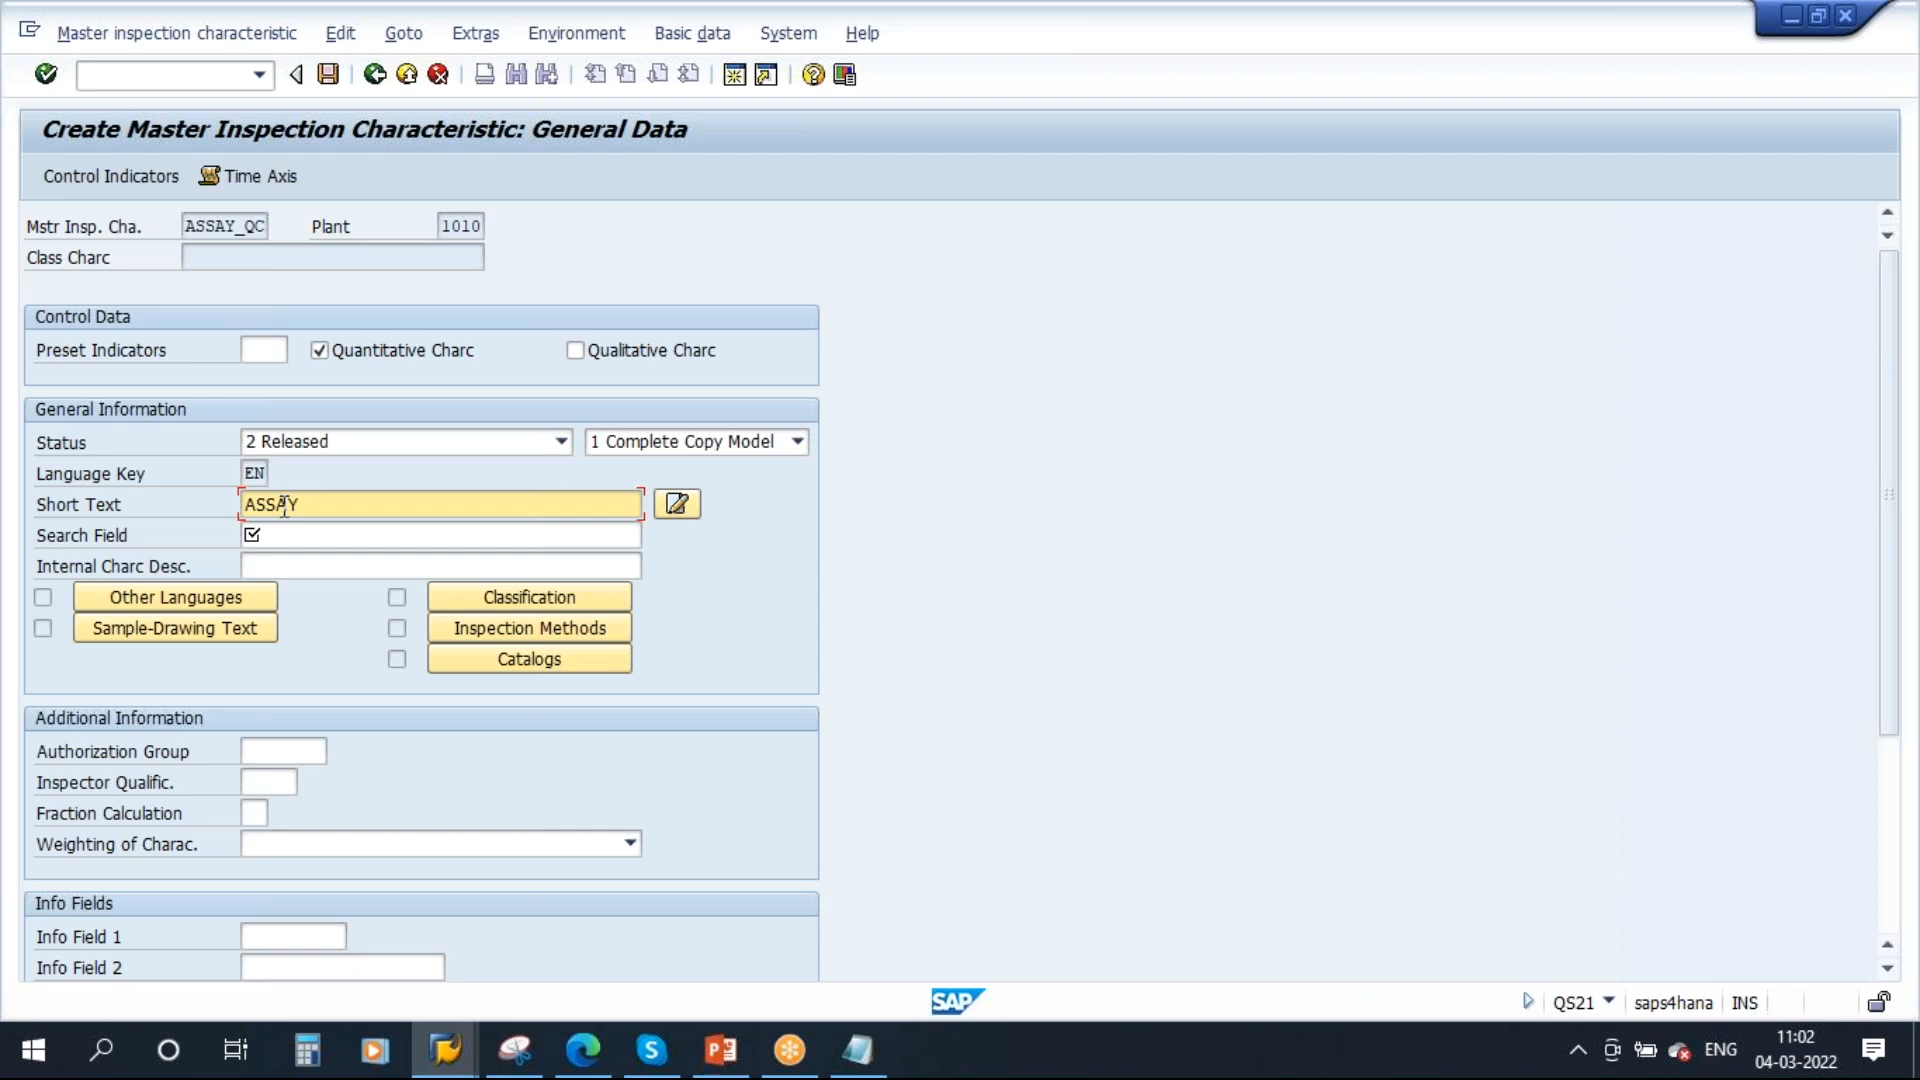 Master inspection characteristic Edit Goto Extras Environment Basic data System Help
Create Master Inspection Characteristic: General Data
Control Indicators Time Axis
Mstr Insp. Cha. ASSAY_QC Plant 1010
Class Charc
Control Data
Preset Indicators Quantitative Charc Qualitative Charc
General Information
Status 2 Released 1 Complete Copy Model
Language Key EN
Short Text ASSAY
Search Field
Internal Charc Desc.
Other Languages Classification
Sample-Drawing Text Inspection Methods
Catalogs
Additional Information
Authorization Group
Inspector Qualific.
Fraction Calculation
Weighting of Charac.
Info Fields
Info Field 1
Info Field 2
SAP QS21 saps4hana INS
ENG 11:02
04-03-2022